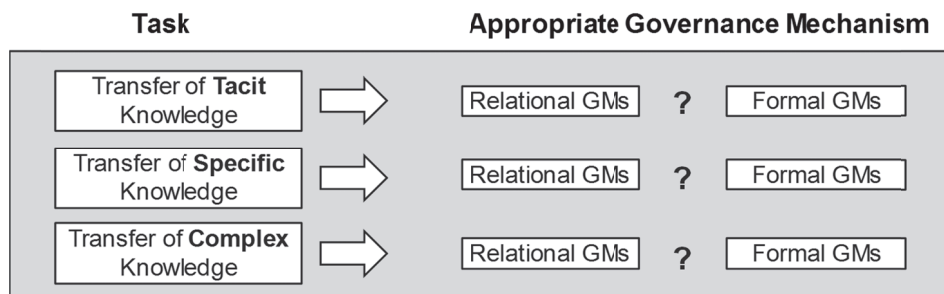 Task
Appropriate Governance Mechanism
Transfer of Tacit
Knowledge
Relational GMs
?
Formal GMs
Transfer of Specific
Knowledge
Relational GMs
?
Formal GMs
Transfer of Complex
Knowledge
Relational GMs
?
Formal GMs